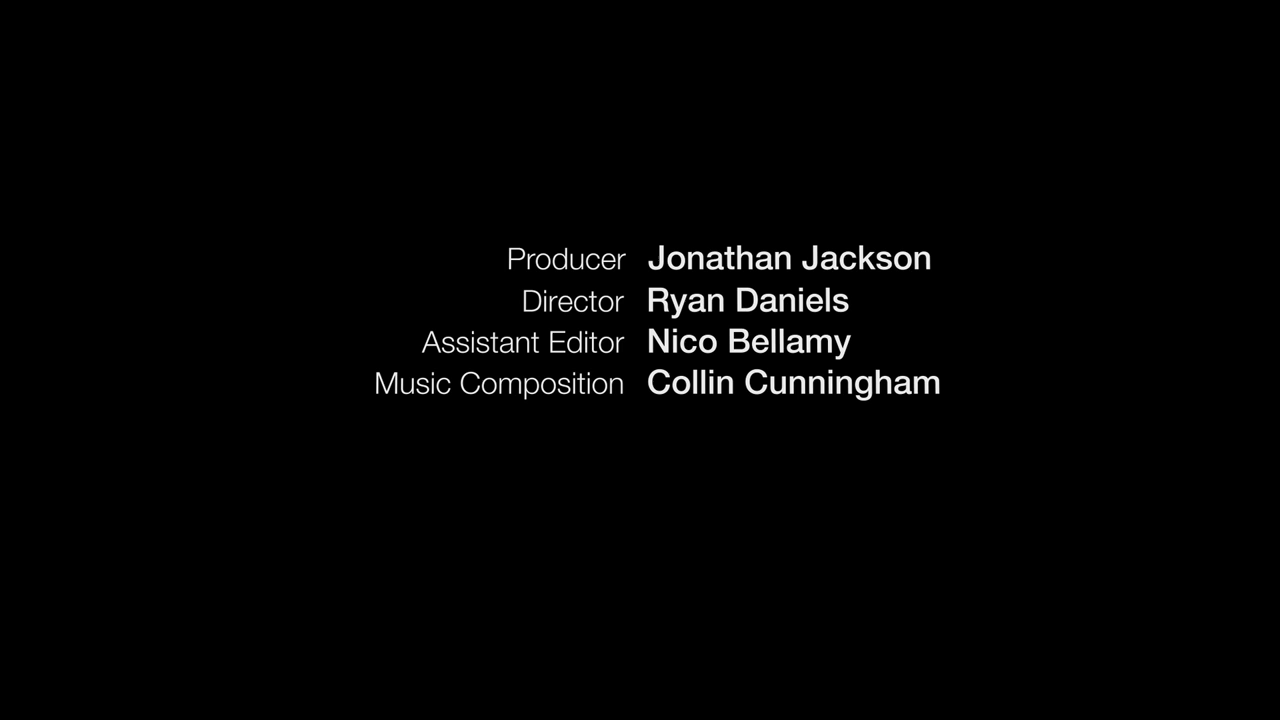 Producer Jonathan Jackson
Director Ryan Daniels
Assistant Editor Nico Bellamy
Music Composition Collin Cunningham